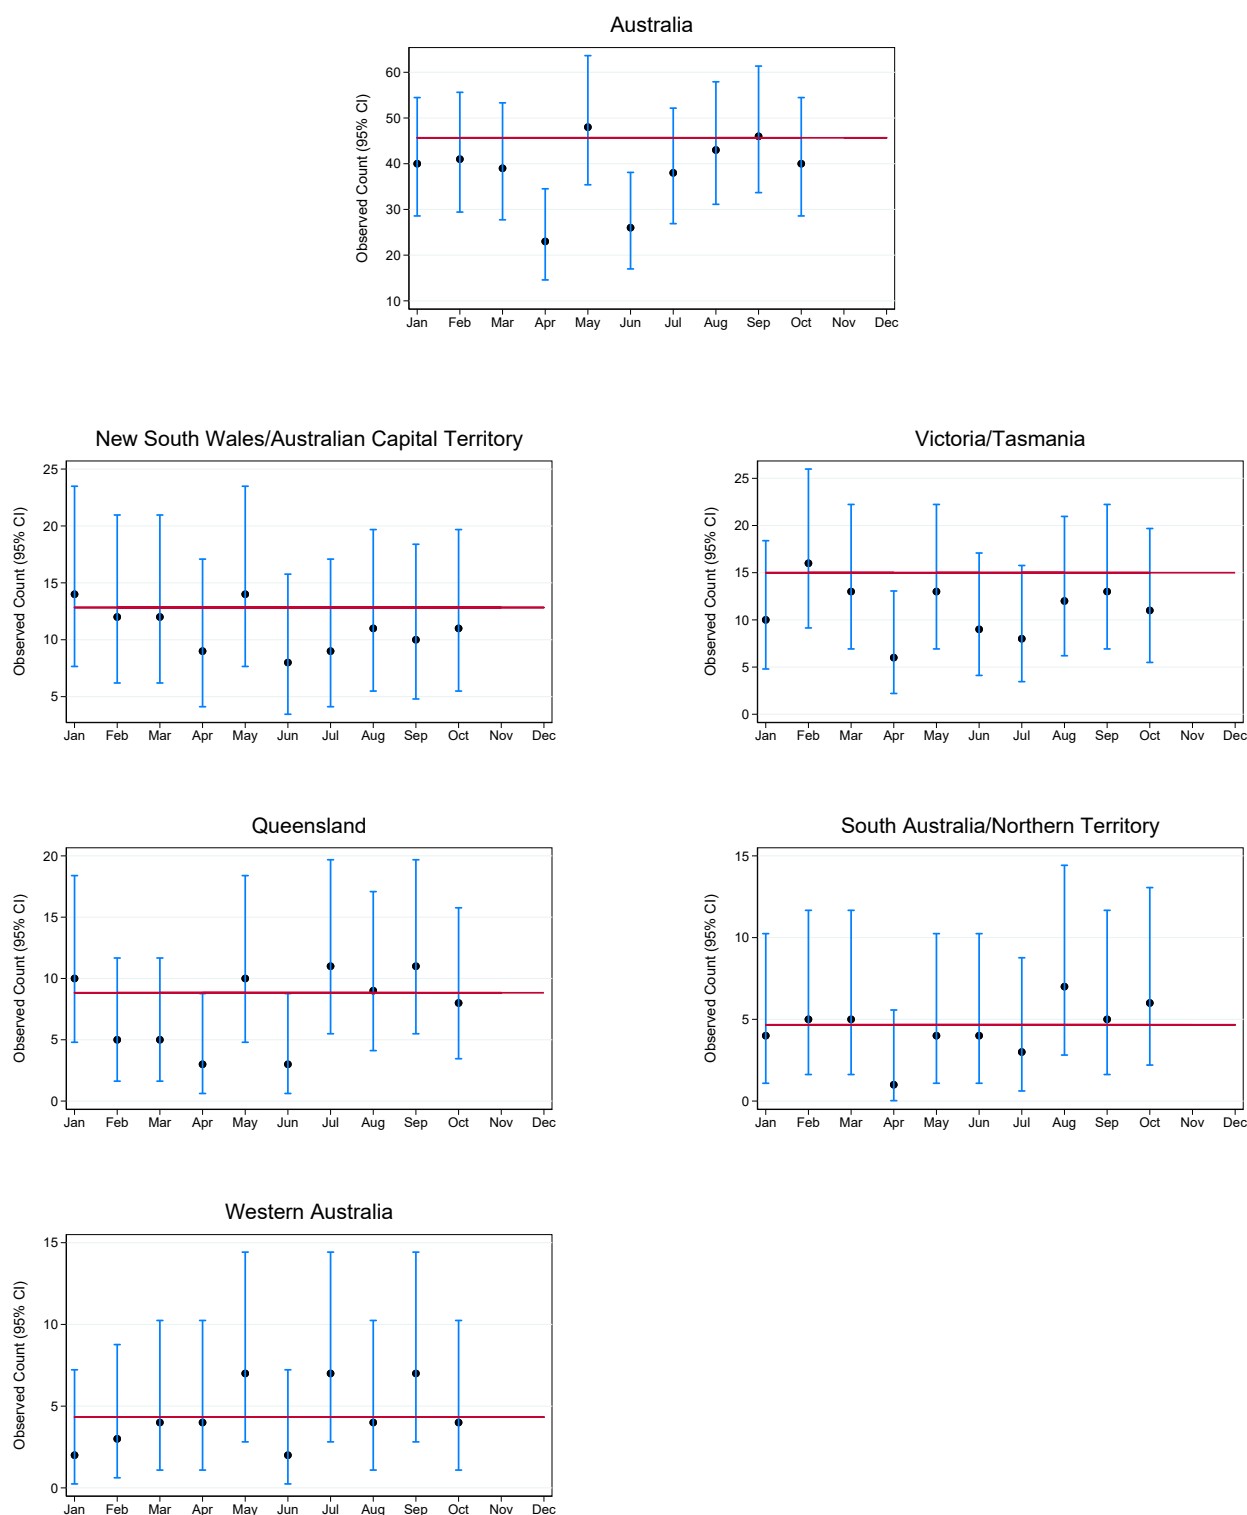 Australia
Observed Count (95% CI)
60
50
40
30
20
10
Jan Feb Mar Apr May Jun Jul Aug Sep Oct Nov Dec
New South Wales/Australian Capital Territory
Observed Count (95% CI)
25
20
15
10
5
Jan Feb Mar Apr May Jun Jul Aug Sep Oct Nov Dec
Victoria/Tasmania
Observed Count (95% CI)
25
20
15
10
5
0
Jan Feb Mar Apr May Jun Jul Aug Sep Oct Nov Dec
Queensland
Observed Count (95% CI)
20
15
10
5
0
Jan Feb Mar Apr May Jun Jul Aug Sep Oct Nov Dec
South Australia/Northern Territory
Observed Count (95% CI)
15
10
5
0
Jan Feb Mar Apr May Jun Jul Aug Sep Oct Nov Dec
Western Australia
Observed Count (95% CI)
15
10
5
0
Jan Feb Mar Apr May Jun Jul Aug Sep Oct Nov Dec